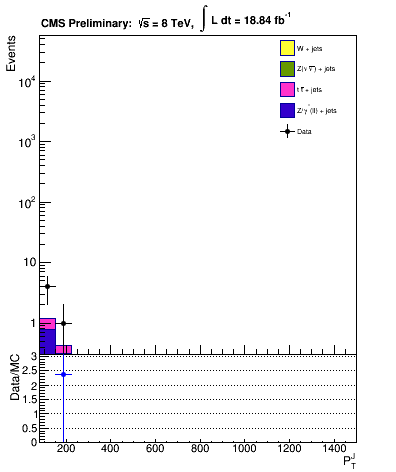 CMS Preliminary: √s = 8 TeV, ∫ L dt = 18.84 fb⁻¹
Events
W + jets
Z(ν ν̅) + jets
t t̅ + jets
Z/γ*(ll) + jets
Data
10⁴
10³
10²
10
1
Data/MC
3
2.5
2
1.5
1
0.5
0
200 400 600 800 1000 1200 1400
P_T^J